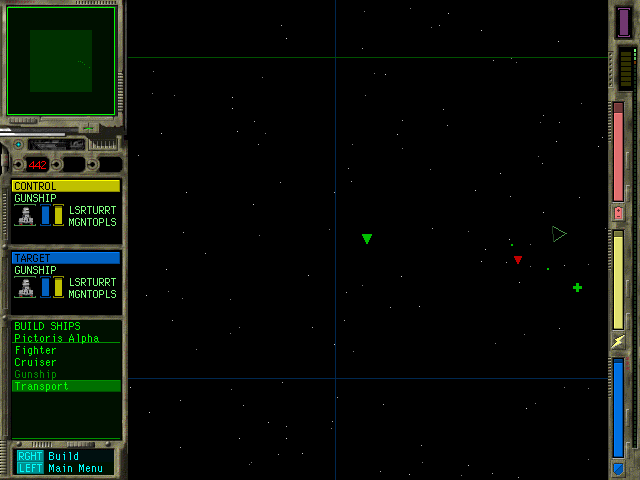 442
CONTROL
GUNSHIP
LSRTURRT
MGNTOPLS
TARGET
GUNSHIP
LSRTURRT
MGNTOPLS
BUILD SHIPS
Pictoris Alpha
Fighter
Cruiser
Gunship
Transport
RGHT Build
LEFT Main Menu